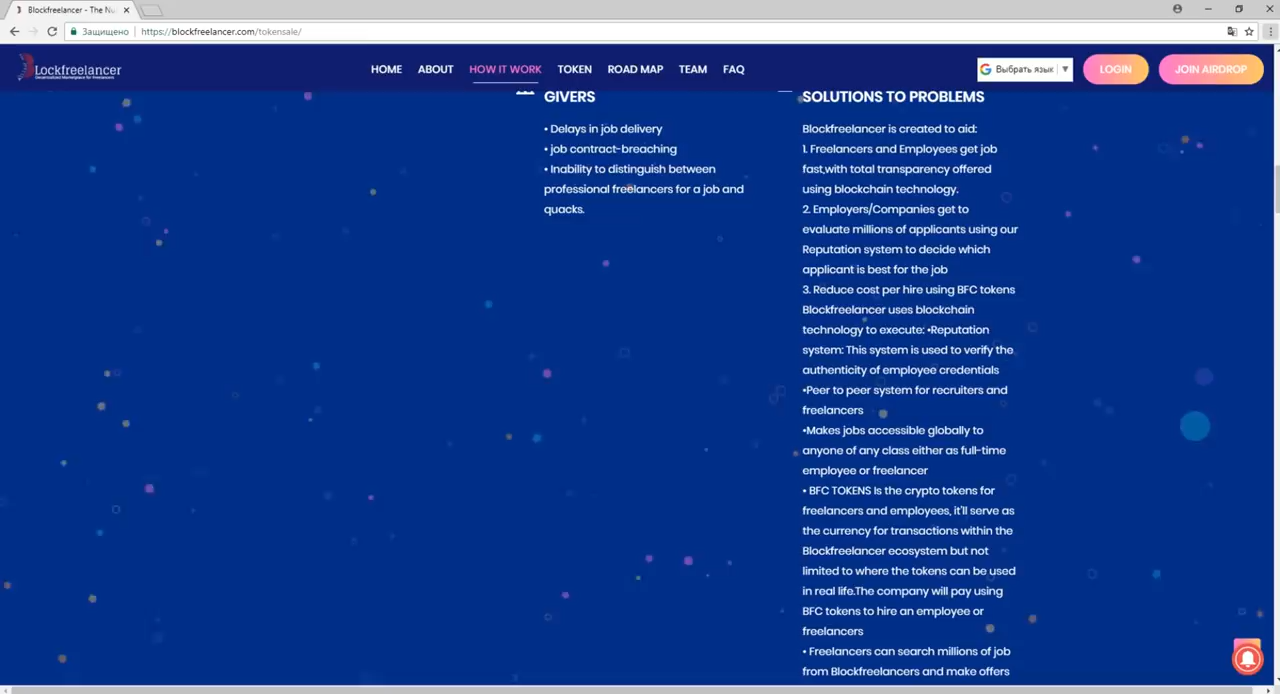 Blockfreelancer - The Nu
Защищено
https://blockfreelancer.com/tokensale/
Lockfreelancer
Decentralized Marketplace for Freelancers
HOME
ABOUT
HOW IT WORK
TOKEN
ROAD MAP
TEAM
FAQ
Выбрать язык
LOGIN
JOIN AIRDROP
GIVERS
• Delays in job delivery
• job contract-breaching
• Inability to distinguish between
professional freelancers for a job and
quacks.
SOLUTIONS TO PROBLEMS
Blockfreelancer is created to aid:
1. Freelancers and Employees get job
fast,with total transparency offered
using blockchain technology.
2. Employers/Companies get to
evaluate millions of applicants using our
Reputation system to decide which
applicant is best for the job
3. Reduce cost per hire using BFC tokens
Blockfreelancer uses blockchain
technology to execute: •Reputation
system: This system is used to verify the
authenticity of employee credentials
•Peer to peer system for recruiters and
freelancers
•Makes jobs accessible globally to
anyone of any class either as full-time
employee or freelancer
• BFC TOKENS Is the crypto tokens for
freelancers and employees, it'll serve as
the currency for transactions within the
Blockfreelancer ecosystem but not
limited to where the tokens can be used
in real life.The company will pay using
BFC tokens to hire an employee or
freelancers
• Freelancers can search millions of job
from Blockfreelancers and make offers